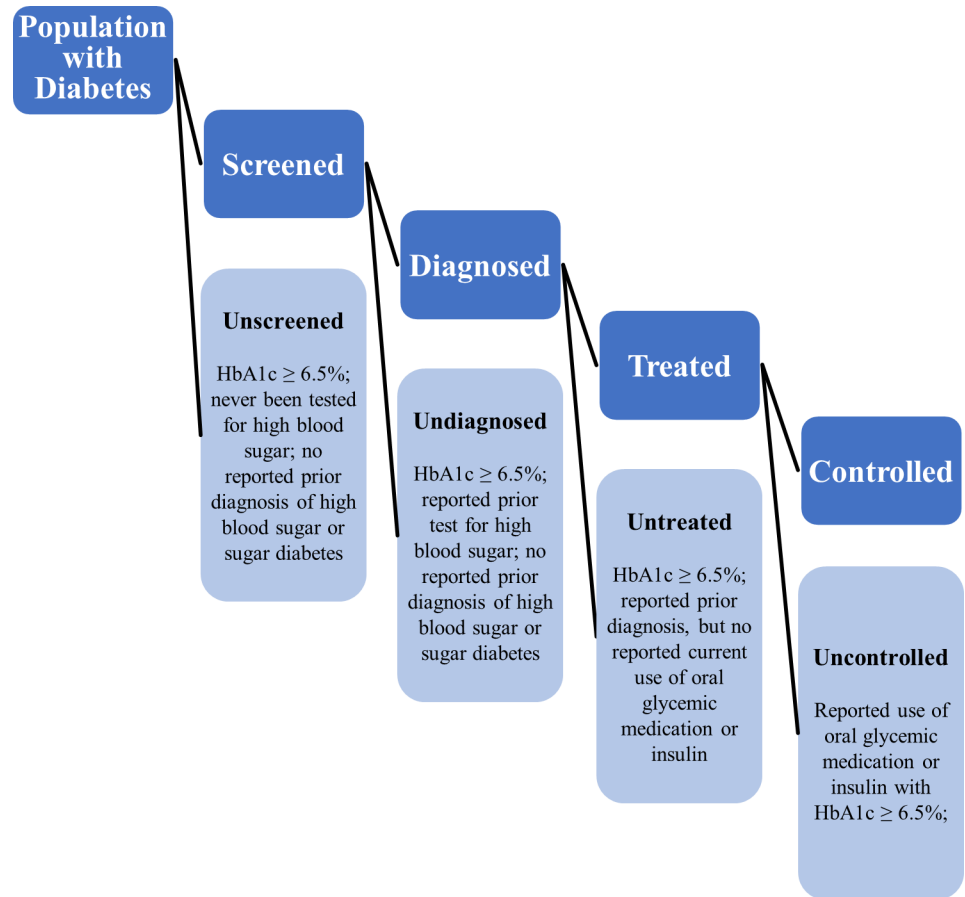 Population
with
Diabetes
Screened
Unscreened
HbA1c ≥ 6.5%;
never been tested
for high blood
sugar; no
reported prior
diagnosis of high
blood sugar or
sugar diabetes
Diagnosed
Undiagnosed
HbA1c ≥ 6.5%;
reported prior
test for high
blood sugar; no
reported prior
diagnosis of high
blood sugar or
sugar diabetes
Treated
Untreated
HbA1c ≥ 6.5%;
reported prior
diagnosis, but no
reported current
use of oral
glycemic
medication or
insulin
Controlled
Uncontrolled
Reported use of
oral glycemic
medication or
insulin with
HbA1c ≥ 6.5%;